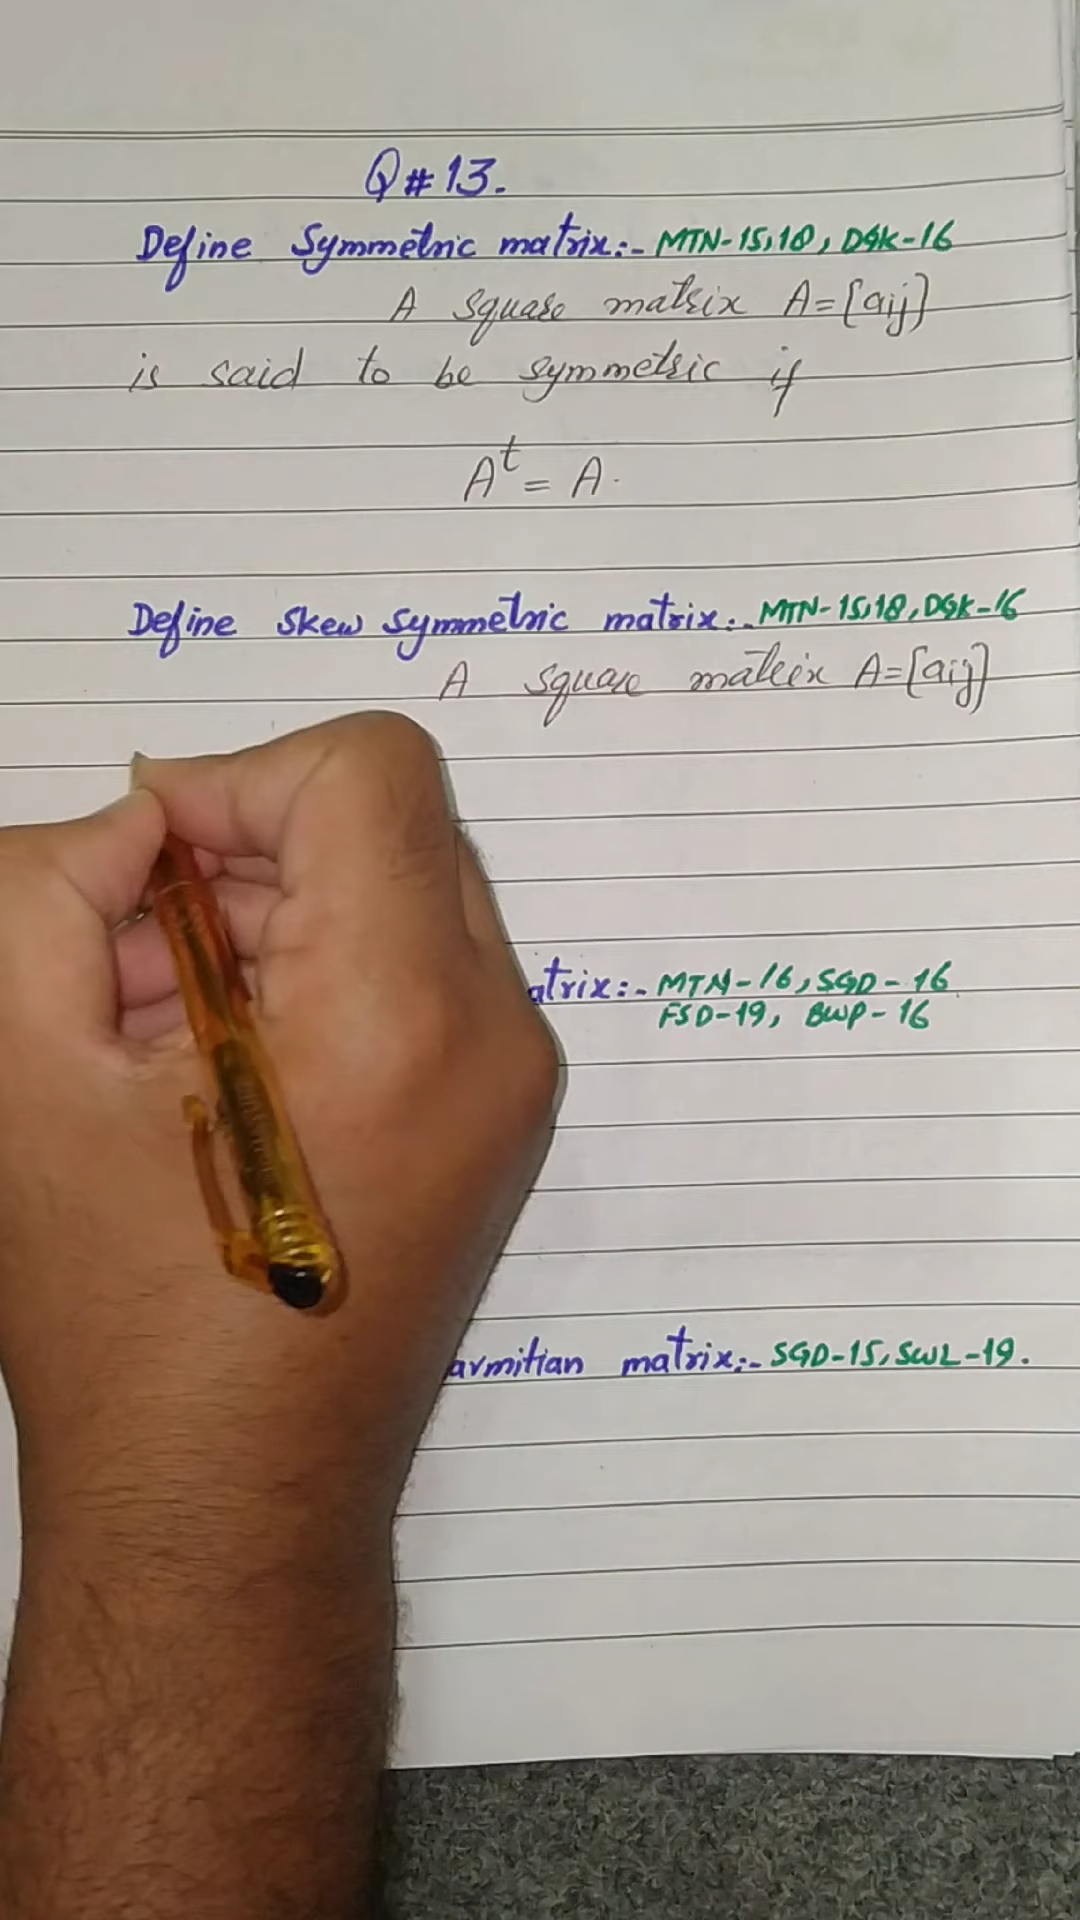 Q # 13.
Define Symmetric matrix:- MTN-15,18, DGK-16
A square matrix A=[aij]
is said to be symmetric if
Aᵗ = A.
Define Skew symmetric matrix:- MTN-15,18, DGK-16
A square matrix A=[aij]
atrix:- MTN-16, SGD-16
FSD-19, BWP-16
armitian matrix:- SGD-15, SWL-19.